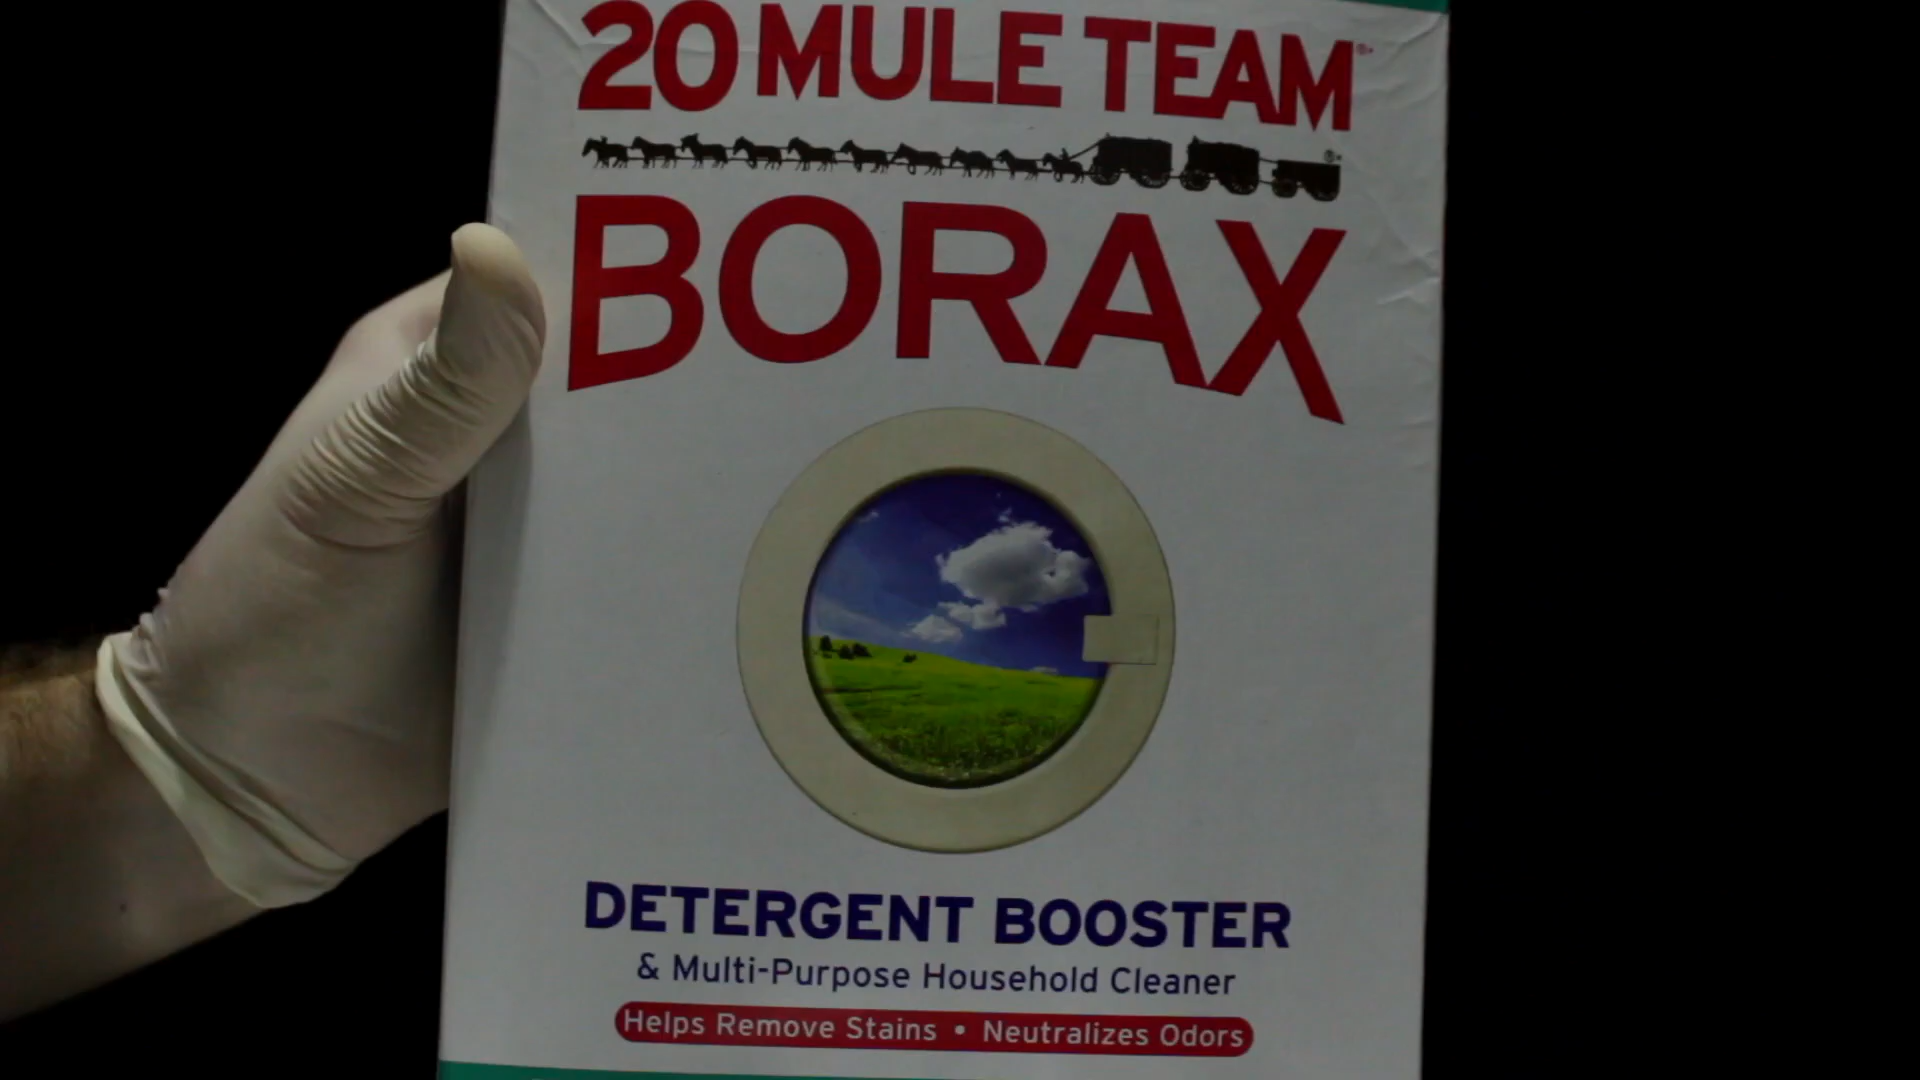 20 MULE TEAM®
®
BORAX
DETERGENT BOOSTER
& Multi-Purpose Household Cleaner
Helps Remove Stains • Neutralizes Odors